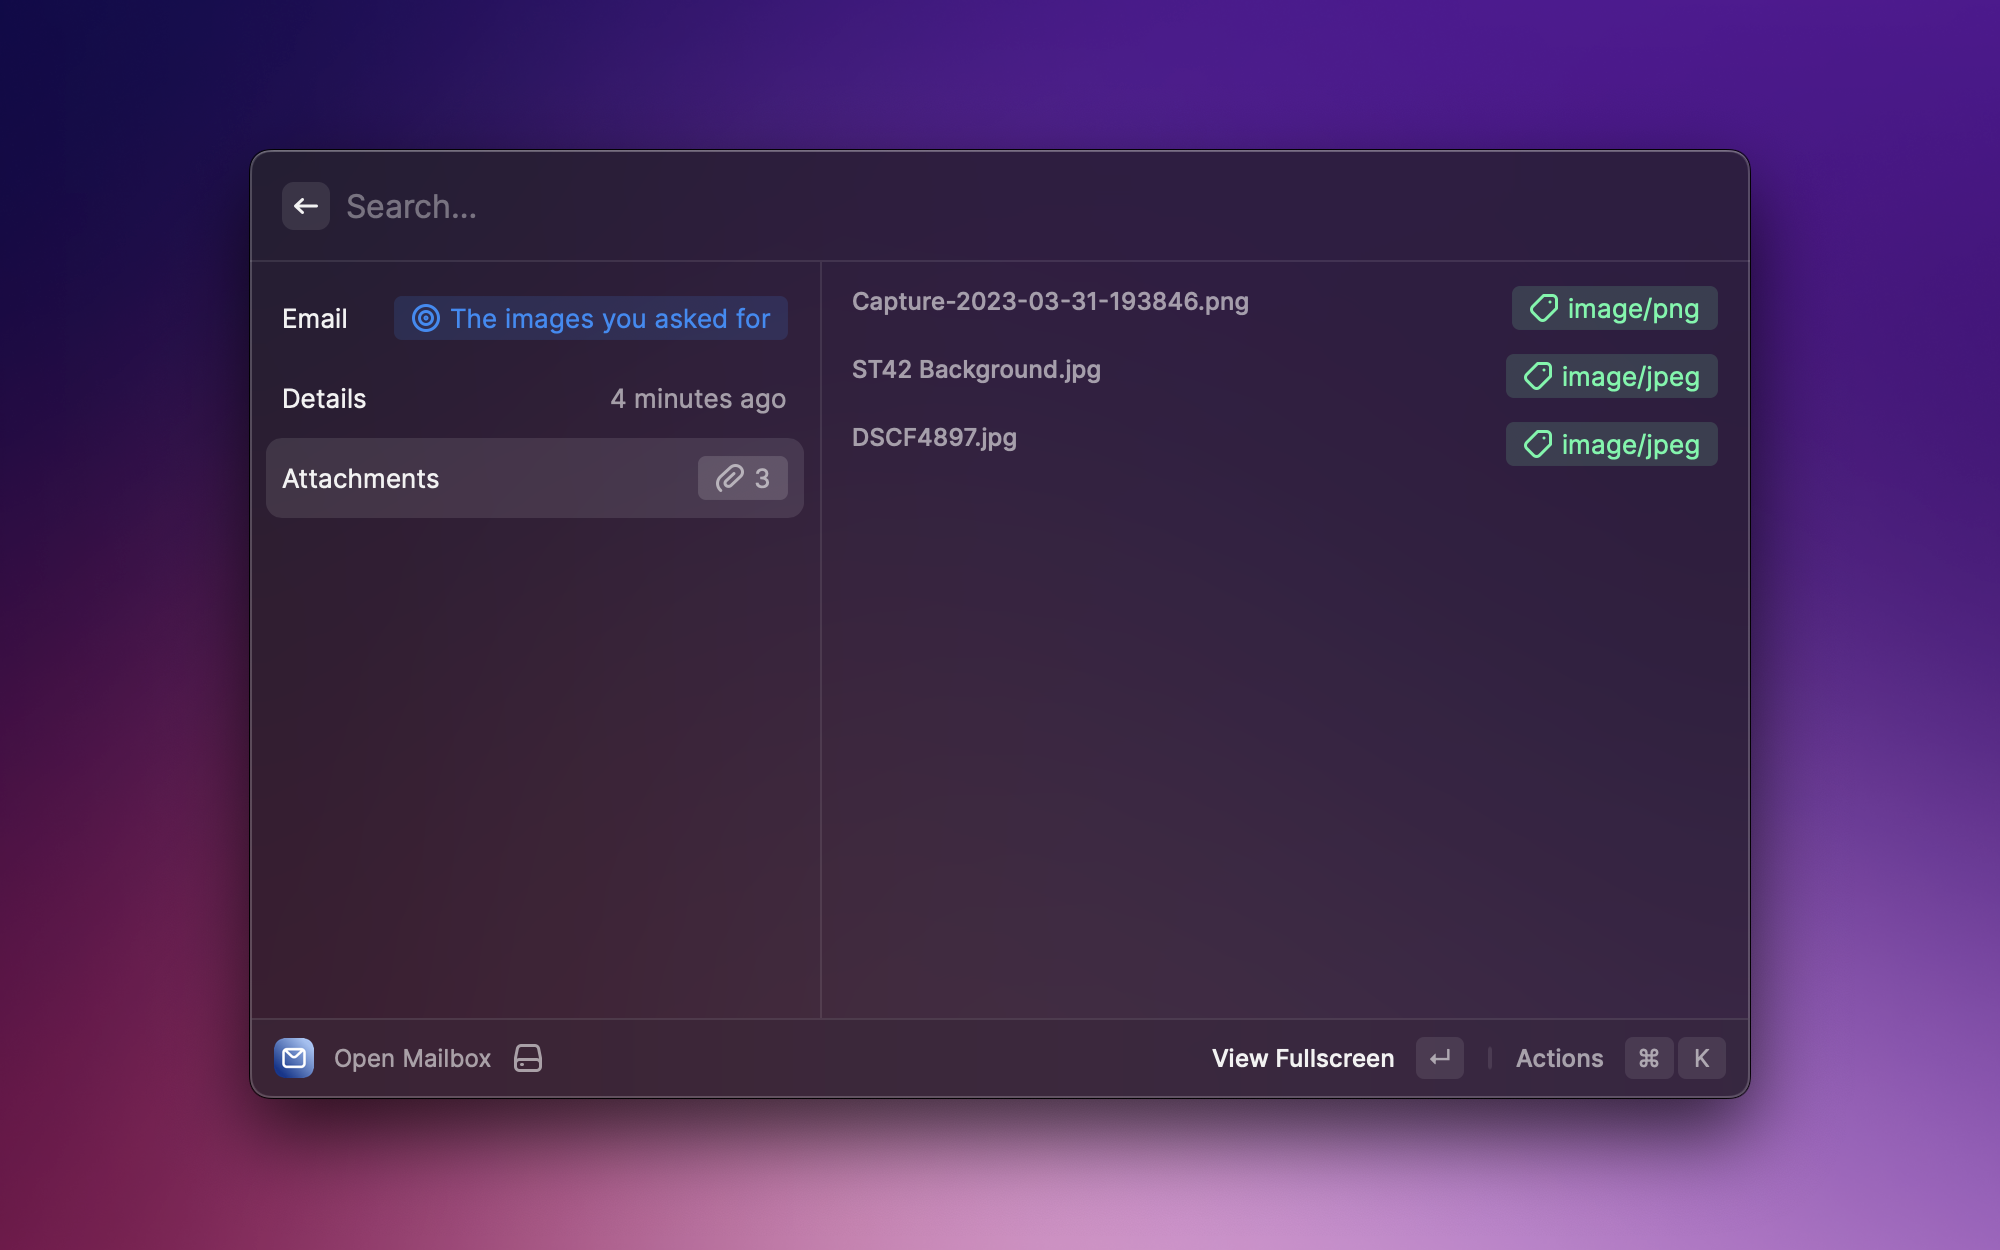 Search...
Email
The images you asked for
Details
4 minutes ago
Attachments
3
Capture-2023-03-31-193846.png
image/png
ST42 Background.jpg
image/jpeg
DSCF4897.jpg
image/jpeg
Open Mailbox
View Fullscreen
Actions
⌘ K